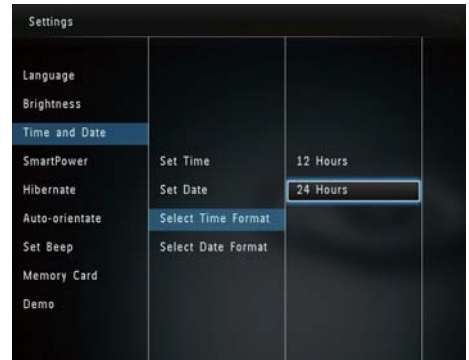 Settings
Language
Brightness
Time and Date
SmartPower
Hibernate
Auto-orientate
Set Beep
Memory Card
Demo
Set Time
Set Date
Select Time Format
Select Date Format
12 Hours
24 Hours